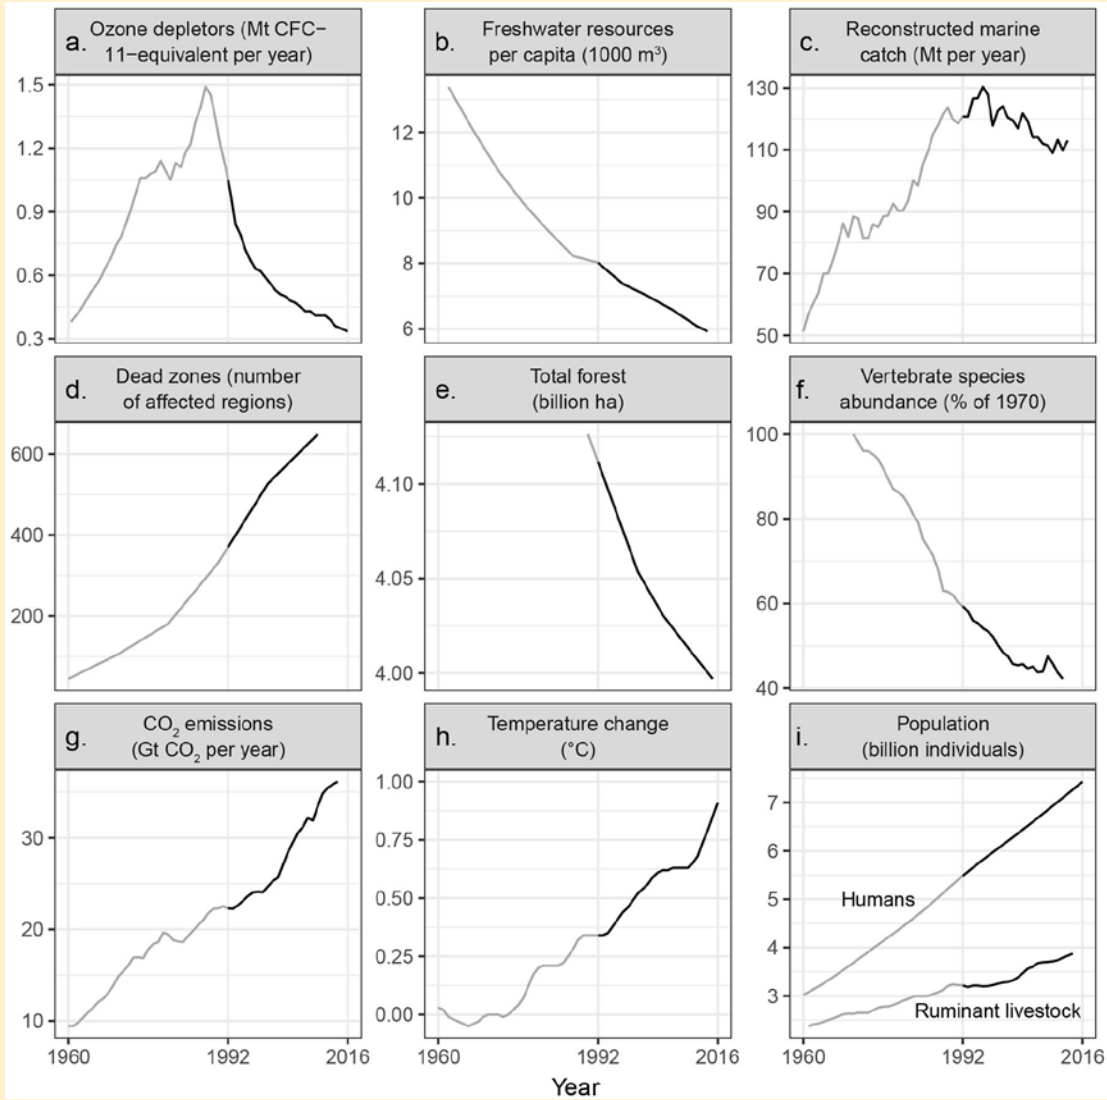 a.
Ozone depletors (Mt CFC−
11−equivalent per year)
b.
Freshwater resources
per capita (1000 m³)
c.
Reconstructed marine
catch (Mt per year)
1.5
1.2
0.9
0.6
0.3
12
10
8
6
130
110
90
70
50
d.
Dead zones (number
of affected regions)
e.
Total forest
(billion ha)
f.
Vertebrate species
abundance (% of 1970)
600
400
200
4.10
4.05
4.00
100
80
60
40
g.
CO₂ emissions
(Gt CO₂ per year)
h.
Temperature change
(°C)
i.
Population
(billion individuals)
30
20
10
1.00
0.75
0.50
0.25
0.00
7
6
5
4
3
Humans
Ruminant livestock
1960 1992 2016
1960 1992 2016
1960 1992 2016
Year